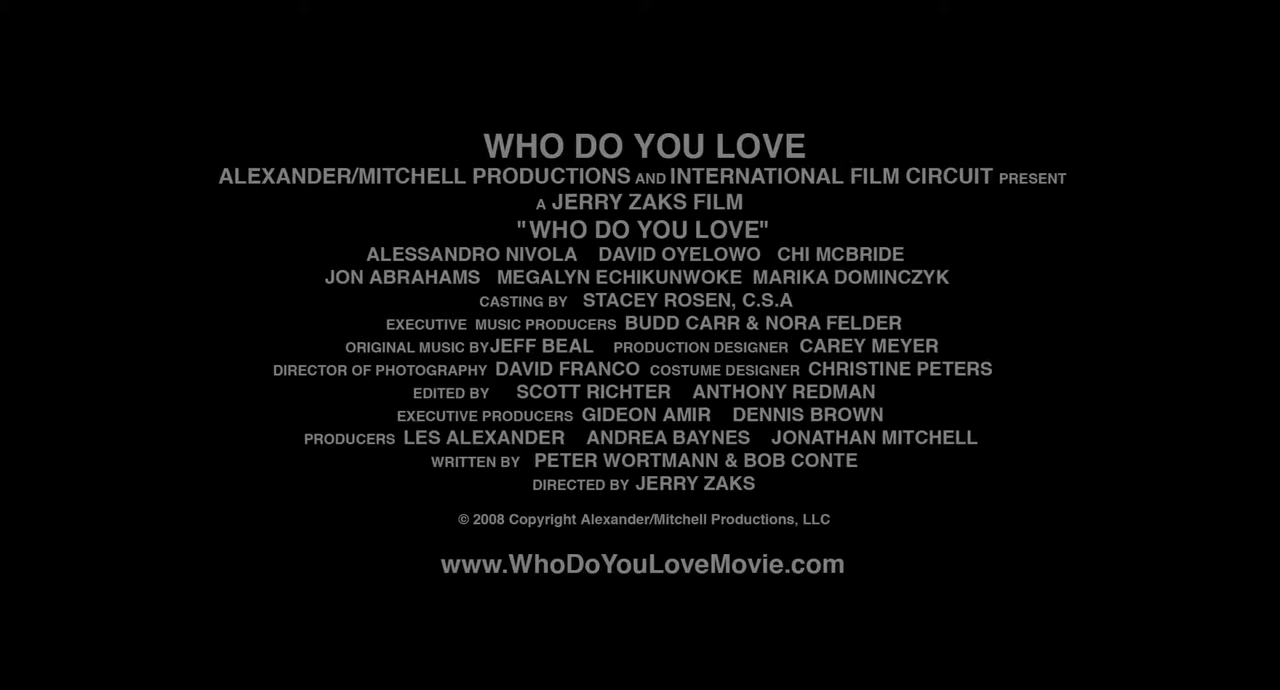 WHO DO YOU LOVE
ALEXANDER/MITCHELL PRODUCTIONS AND INTERNATIONAL FILM CIRCUIT PRESENT
A JERRY ZAKS FILM
"WHO DO YOU LOVE"
ALESSANDRO NIVOLA DAVID OYELOWO CHI MCBRIDE
JON ABRAHAMS MEGALYN ECHIKUNWOKE MARIKA DOMINCZYK
CASTING BY STACEY ROSEN, C.S.A
EXECUTIVE MUSIC PRODUCERS BUDD CARR & NORA FELDER
ORIGINAL MUSIC BY JEFF BEAL PRODUCTION DESIGNER CAREY MEYER
DIRECTOR OF PHOTOGRAPHY DAVID FRANCO COSTUME DESIGNER CHRISTINE PETERS
EDITED BY SCOTT RICHTER ANTHONY REDMAN
EXECUTIVE PRODUCERS GIDEON AMIR DENNIS BROWN
PRODUCERS LES ALEXANDER ANDREA BAYNES JONATHAN MITCHELL
WRITTEN BY PETER WORTMANN & BOB CONTE
DIRECTED BY JERRY ZAKS
© 2008 Copyright Alexander/Mitchell Productions, LLC
www.WhoDoYouLoveMovie.com